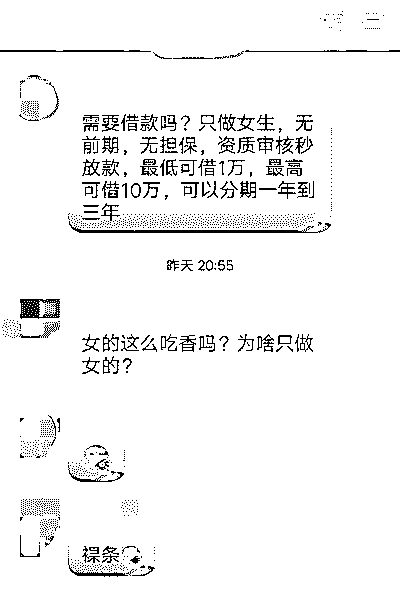 需要借款吗？只做女生，无
前期，无担保，资质审核秒
放款，最低可借1万，最高
可借10万，可以分期一年到
三年
昨天 20:55
女的这么吃香吗？为啥只做
女的？
裸条